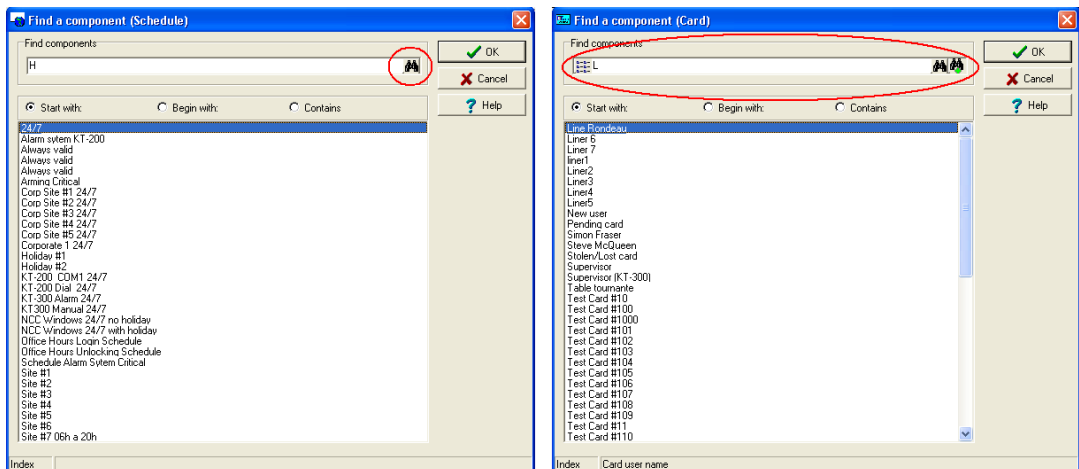 Find a component (Schedule)
Find components
H
OK
Cancel
Help
Start with:
Begin with:
Contains
24/7
Alarm sytem KT-200
Always valid
Always valid
Always valid
Arming Critical
Corp Site #1 24/7
Corp Site #2 24/7
Corp Site #3 24/7
Corp Site #4 24/7
Corp Site #5 24/7
Corporate 1 24/7
Holiday #1
Holiday #2
KT-200 COM1 24/7
KT-200 Dial 24/7
KT-300 Alarm 24/7
KT300 Manual 24/7
NCC Windows 24/7 no holiday
NCC Windows 24/7 with holiday
Office Hours Login Schedule
Office Hours Unlocking Schedule
Schedule Alarm Sytem Critical
Site #1
Site #2
Site #3
Site #4
Site #5
Site #6
Site #7 06h a 20h
Index
Find a component (Card)
Find components
L
OK
Cancel
Help
Start with:
Begin with:
Contains
Line Rondeau
Liner 6
Liner 7
liner1
Liner2
Liner3
Liner4
Liner5
New user
Pending card
Simon Fraser
Steve McQueen
Stolen/Lost card
Supervisor
Supervisor (KT-300)
Table tournante
Test Card #10
Test Card #100
Test Card #1000
Test Card #101
Test Card #102
Test Card #103
Test Card #104
Test Card #105
Test Card #106
Test Card #107
Test Card #108
Test Card #109
Test Card #11
Test Card #110
Index
Card user name